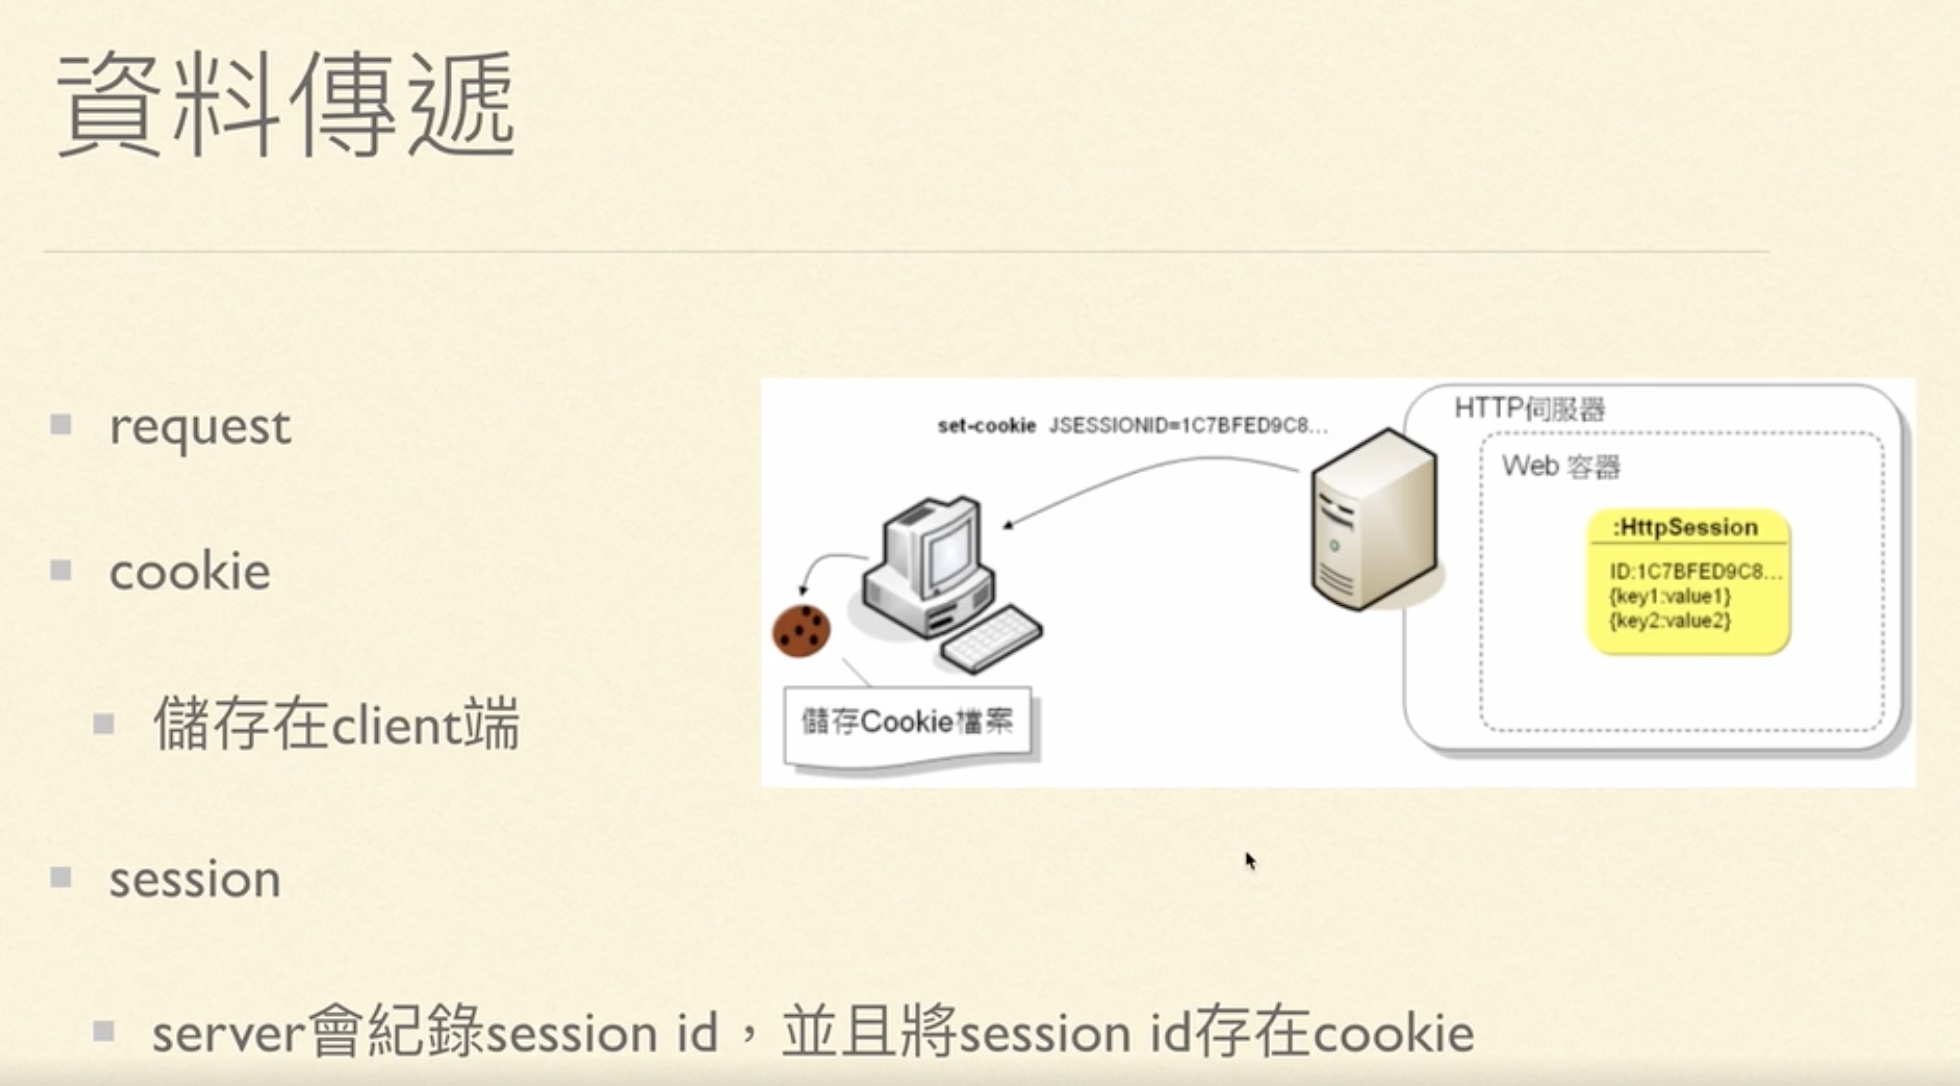 資料傳遞
request
cookie
儲存在client端
session
server會紀錄session id，並且將session id存在cookie
set-cookie JSESSIONID=1C7BFED9C8...
儲存Cookie檔案
HTTP伺服器
Web 容器
:HttpSession
ID:1C7BFED9C8...
{key1:value1}
{key2:value2}